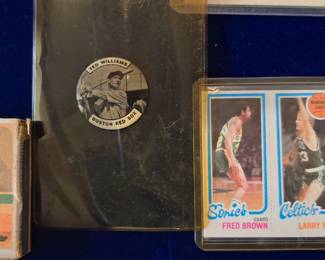 TED WILLIAMS
BOSTON RED SOX
Sonics
Celtics
GUARD
FRED BROWN
LARRY